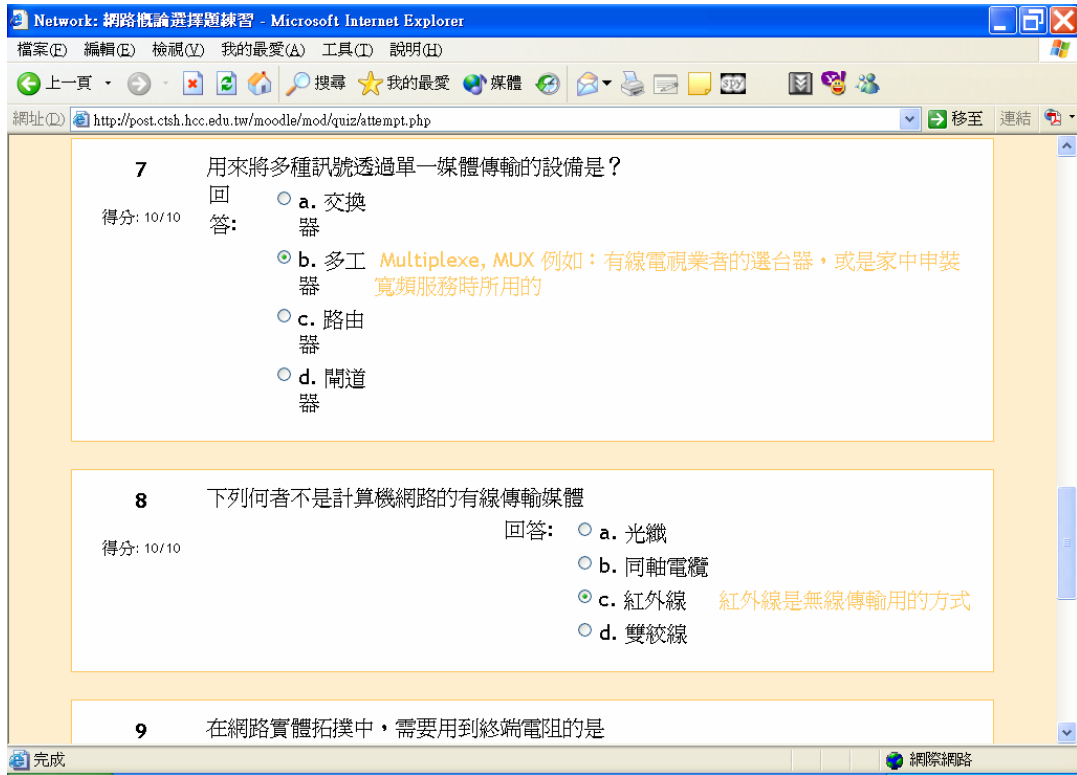 Network: 網路概論選擇題練習 - Microsoft Internet Explorer
檔案(F) 編輯(E) 檢視(V) 我的最愛(A) 工具(T) 說明(H)
上一頁 搜尋 我的最愛 媒體
網址(D) http://post.ctsh.hcc.edu.tw/moodle/mod/quiz/attempt.php 移至 連結
7 用來將多種訊號透過單一媒體傳輸的設備是？
得分: 10/10
回
答:
a. 交換
器
b. 多工 Multiplexe, MUX 例如：有線電視業者的選台器，或是家中申裝
器 寬頻服務時所用的
c. 路由
器
d. 閘道
器
8 下列何者不是計算機網路的有線傳輸媒體
得分: 10/10
回答: a. 光纖
b. 同軸電纜
c. 紅外線 紅外線是無線傳輸用的方式
d. 雙絞線
9 在網路實體拓撲中，需要用到終端電阻的是
完成 網際網路